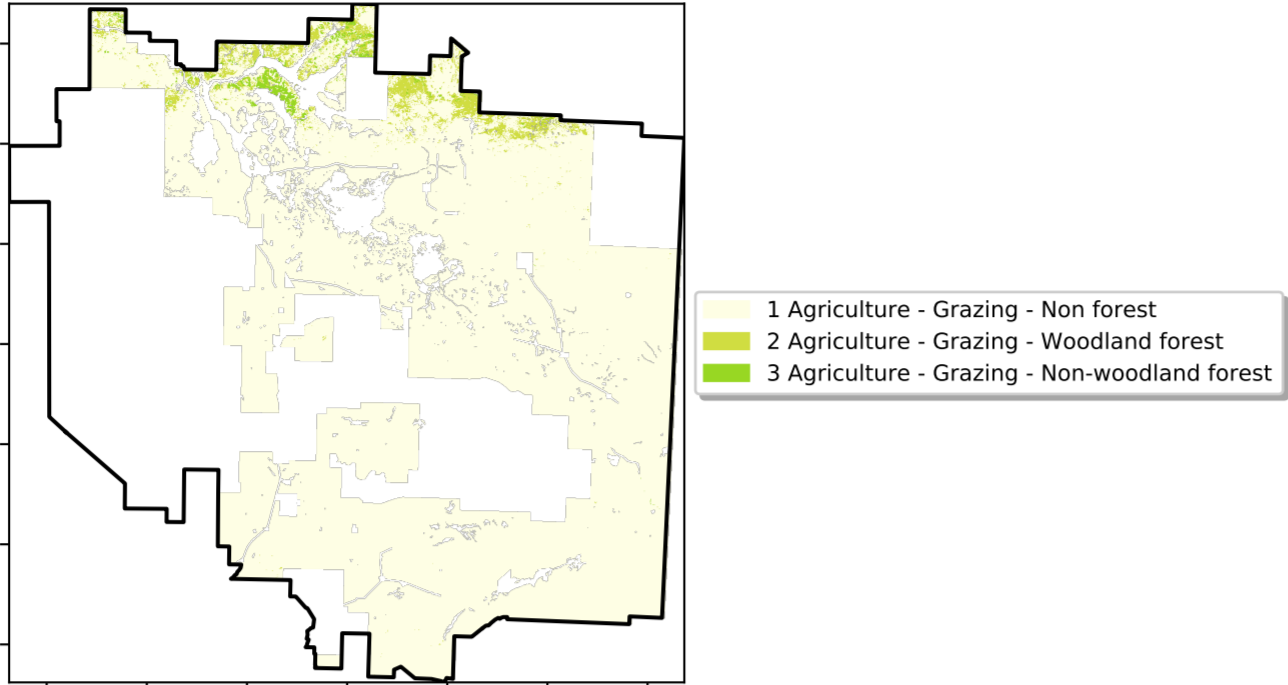 1 Agriculture - Grazing - Non forest
2 Agriculture - Grazing - Woodland forest
3 Agriculture - Grazing - Non-woodland forest